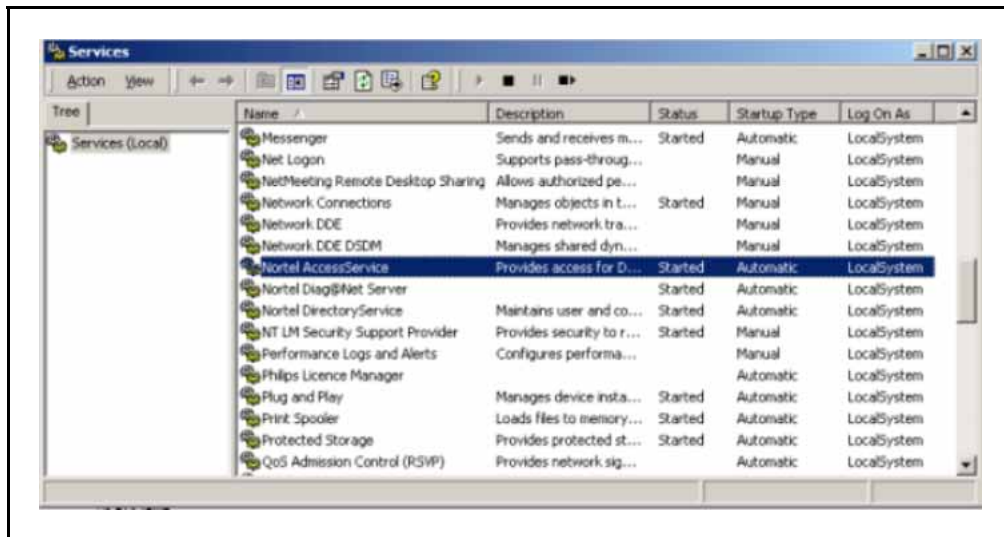 Services
Action View
Tree
Services (Local)
Name Description Status Startup Type Log On As
Messenger Sends and receives m... Started Automatic LocalSystem
Net Logon Supports pass-throug... Manual LocalSystem
NetMeeting Remote Desktop Sharing Allows authorized pe... Manual LocalSystem
Network Connections Manages objects in t... Started Manual LocalSystem
Network DDE Provides network tra... Manual LocalSystem
Network DDE DSDM Manages shared dyn... Manual LocalSystem
Nortel AccessService Provides access for D... Started Automatic LocalSystem
Nortel Diag@Net Server Started Automatic LocalSystem
Nortel DirectoryService Maintains user and co... Started Automatic LocalSystem
NT LM Security Support Provider Provides security to r... Started Manual LocalSystem
Performance Logs and Alerts Configures performa... Manual LocalSystem
Philips Licence Manager Automatic LocalSystem
Plug and Play Manages device insta... Started Automatic LocalSystem
Print Spooler Loads files to memory... Started Automatic LocalSystem
Protected Storage Provides protected st... Started Automatic LocalSystem
QoS Admission Control (RSVP) Provides network sig... Automatic LocalSystem